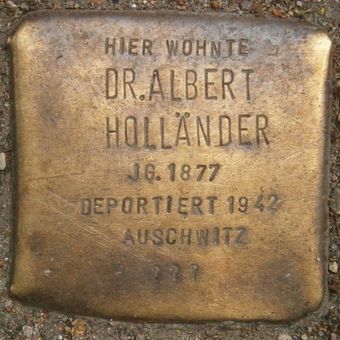 HIER WOHNTE
DR. ALBERT
HOLLÄNDER
JG. 1877
DEPORTIERT 1942
AUSCHWITZ
???